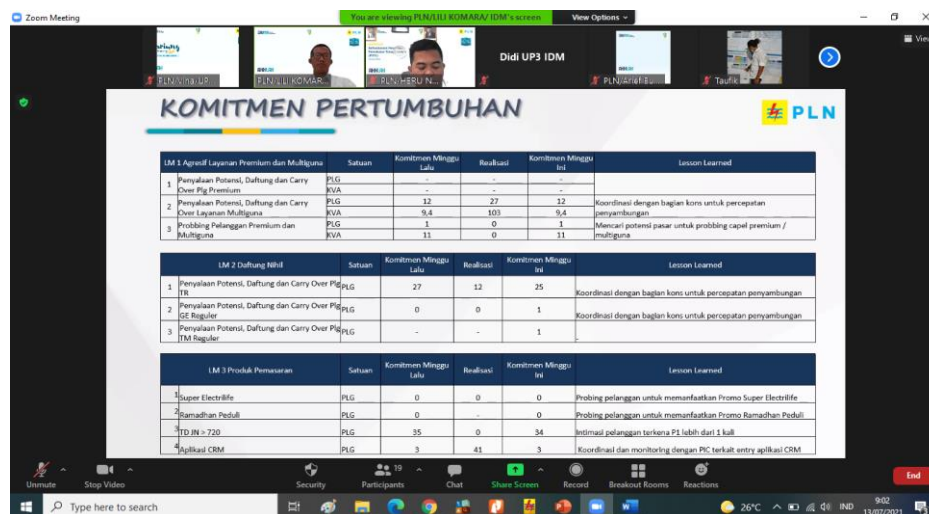 Zoom Meeting
You are viewing PLN/LILI KOMARA/ IDM's screen
View Options
View
PLN/LILI KOMAR...
PLN/HERU N...
Didi UP3 IDM
Taufik
KOMITMEN PERTUMBUHAN
PLN
LM 1 Agresif Layanan Premium dan Multiguna Satuan Komitmen Minggu Lalu Realisasi Komitmen Minggu Ini Lesson Learned
1 Penyalaan Potensi, Daftung dan Carry Over Plg Premium PLG - - -
KVA - - -
2 Penyalaan Potensi, Daftung dan Carry Over Layanan Multiguna PLG 12 27 12 Koordinasi dengan bagian kons untuk percepatan penyambungan
KVA 9,4 103 9,4
3 Probbing Pelanggan Premium dan Multiguna PLG 1 0 1 Mencari potensi pasar untuk probbing capel premium / multiguna
KVA 11 0 11
LM 2 Daftung Nihil Satuan Komitmen Minggu Lalu Realisasi Komitmen Minggu Ini Lesson Learned
1 Penyalaan Potensi, Daftung dan Carry Over Plg TR PLG 27 12 25 Koordinasi dengan bagian kons untuk percepatan penyambungan
2 Penyalaan Potensi, Daftung dan Carry Over Plg GE Reguler PLG 0 0 1 Koordinasi dengan bagian kons untuk percepatan penyambungan
3 Penyalaan Potensi, Daftung dan Carry Over Plg TM Reguler PLG - - 1 -
LM 3 Produk Pemasaran Satuan Komitmen Minggu Lalu Realisasi Komitmen Minggu Ini Lesson Learned
1 Super Electrilife PLG 0 0 0 Probing pelanggan untuk memanfaatkan Promo Super Electrilife
2 Ramadhan Peduli PLG 0 - 0 Probing pelanggan untuk memanfaatkan Promo Ramadhan Peduli
3 TD JN > 720 PLG 35 0 34 Intimasi pelanggan terkena P1 lebih dari 1 kali
4 Aplikasi CRM PLG 3 41 3 Koordinasi dan monitoring dengan PIC terkait entry aplikasi CRM
Unmute Stop Video Security Participants 19 Chat Share Screen Record Breakout Rooms Reactions End
Type here to search
26°C IND 9:02
13/07/2021